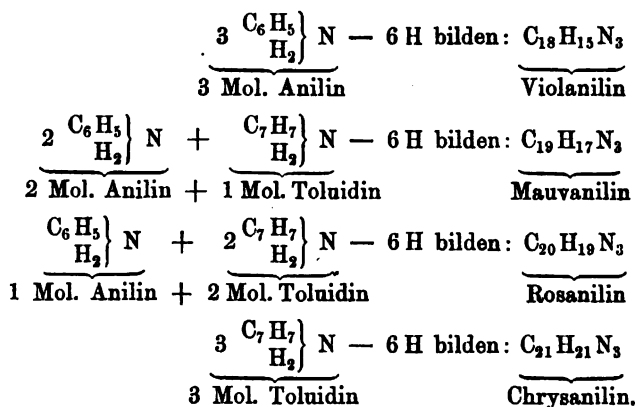 3 C₆H₅ H₂} N — 6 H bilden: C₁₈H₁₅N₃
3 Mol. Anilin Violanilin
2 C₆H₅ H₂} N + C₇H₇ H₂} N — 6 H bilden: C₁₉H₁₇N₃
2 Mol. Anilin + 1 Mol. Toluidin Mauvanilin
C₆H₅ H₂} N + 2 C₇H₇ H₂} N — 6 H bilden: C₂₀H₁₉N₃
1 Mol. Anilin + 2 Mol. Toluidin Rosanilin
3 C₇H₇ H₂} N — 6 H bilden: C₂₁H₂₁N₃
3 Mol. Toluidin Chrysanilin.